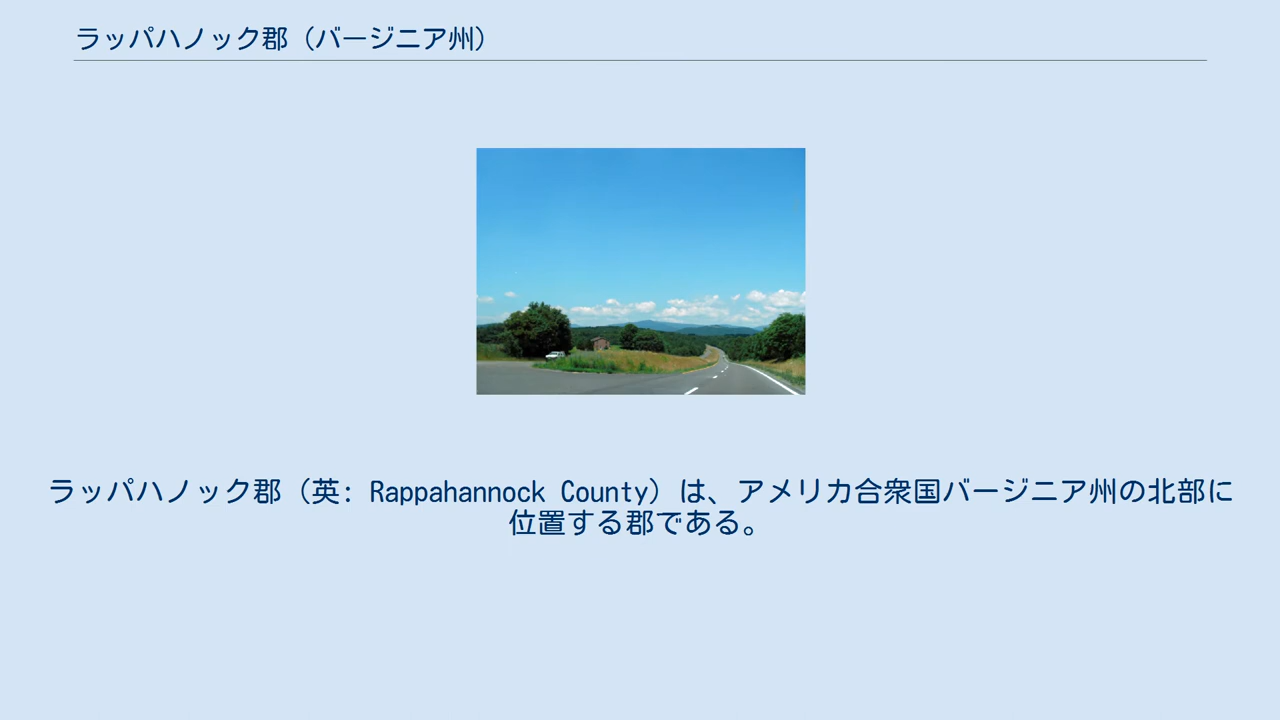 ラッパハノック郡（バージニア州）
ラッパハノック郡（英: Rappahannock County）は、アメリカ合衆国バージニア州の北部に
位置する郡である。